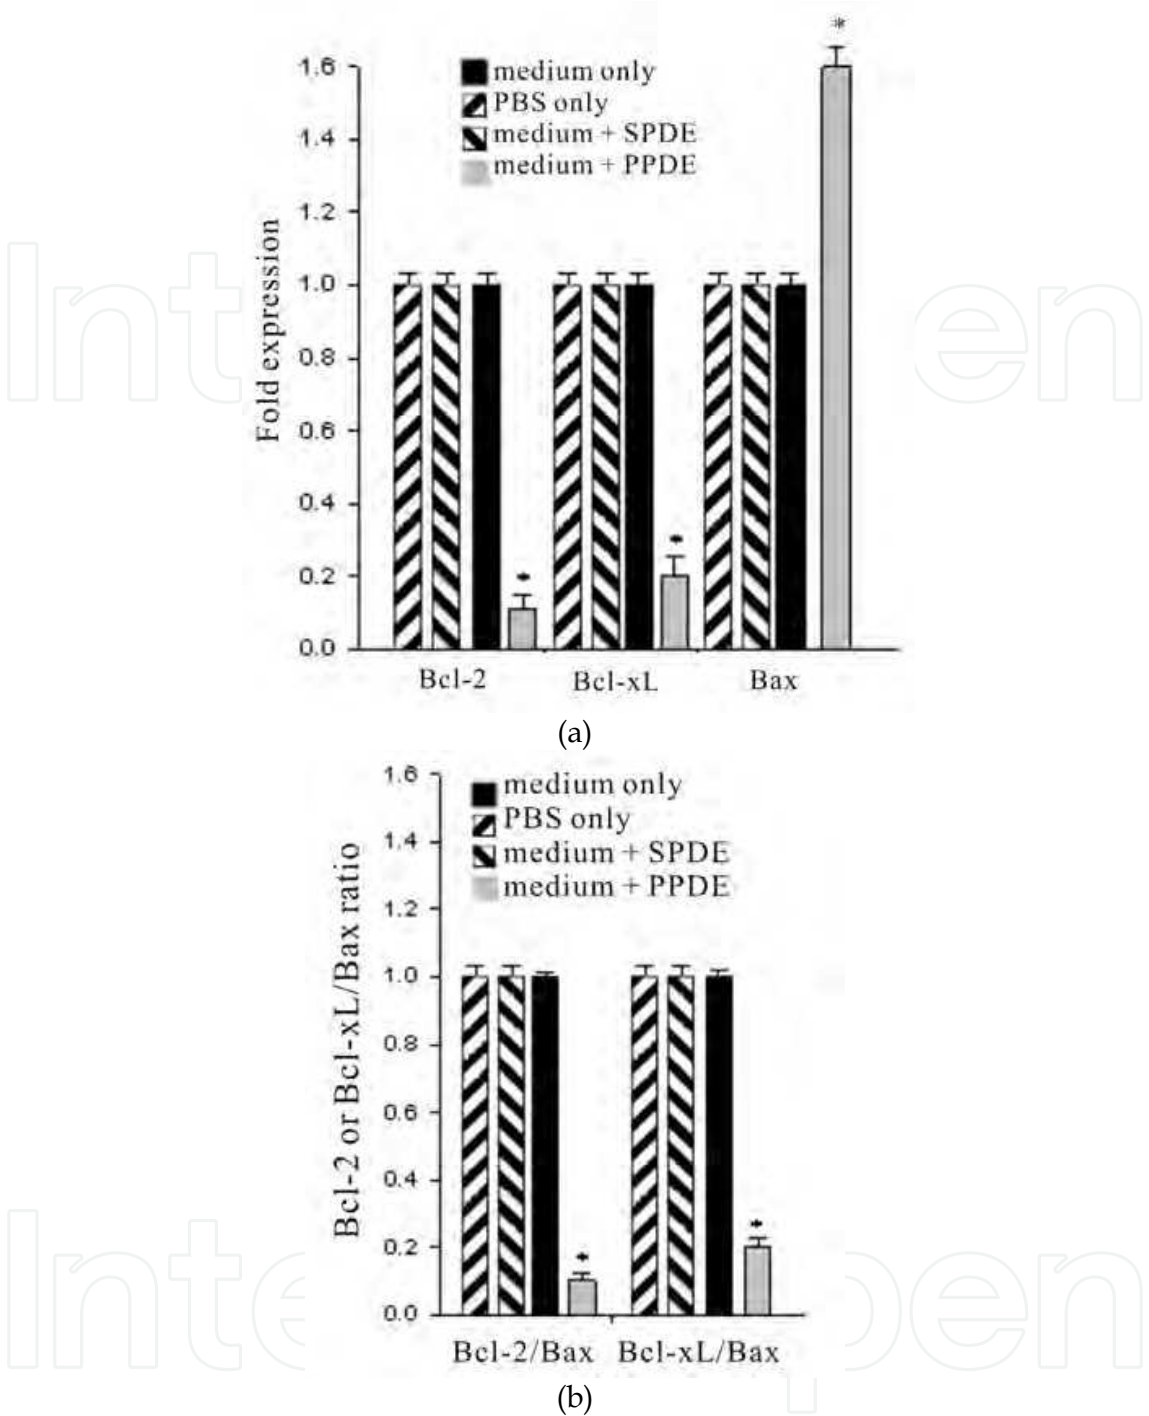 *
1.6
medium only
PBS only
1.4
medium + SPDE
medium + PPDE
1.2
Fold expression
1.0
0.8
0.6
0.4
*
0.2
*
0.0
Bcl-2 Bcl-xL Bax
(a)
1.6
medium only
PBS only
1.4
medium + SPDE
medium + PPDE
1.2
Bcl-2 or Bcl-xL/Bax ratio
1.0
0.8
0.6
0.4
*
0.2
*
0.0
Bcl-2/Bax Bcl-xL/Bax
(b)